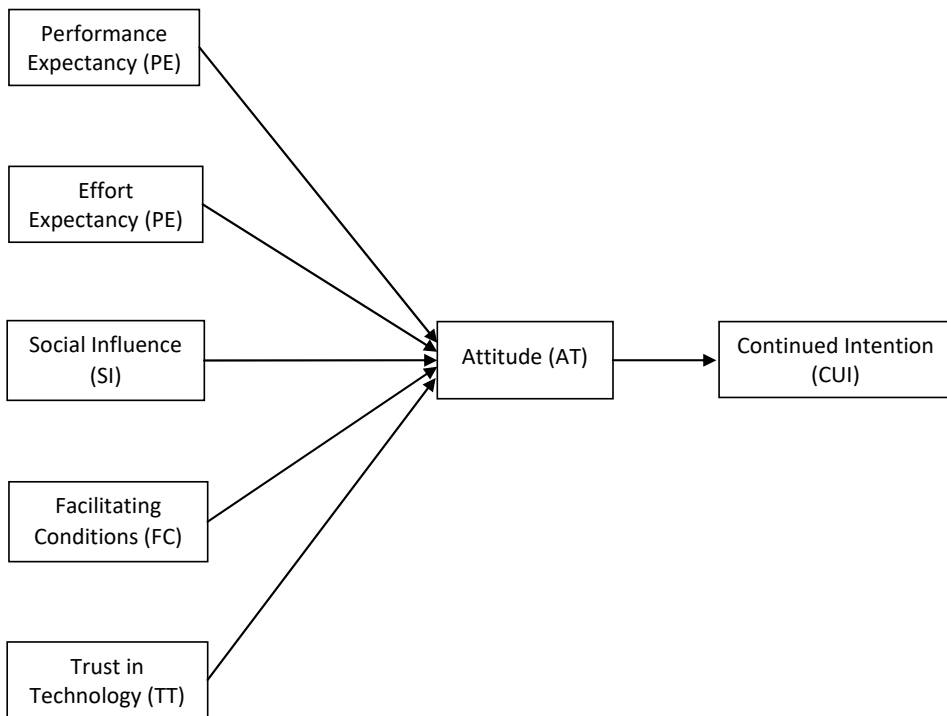 Performance
Expectancy (PE)
Effort
Expectancy (PE)
Social Influence
(SI)
Attitude (AT)
Continued Intention
(CUI)
Facilitating
Conditions (FC)
Trust in
Technology (TT)